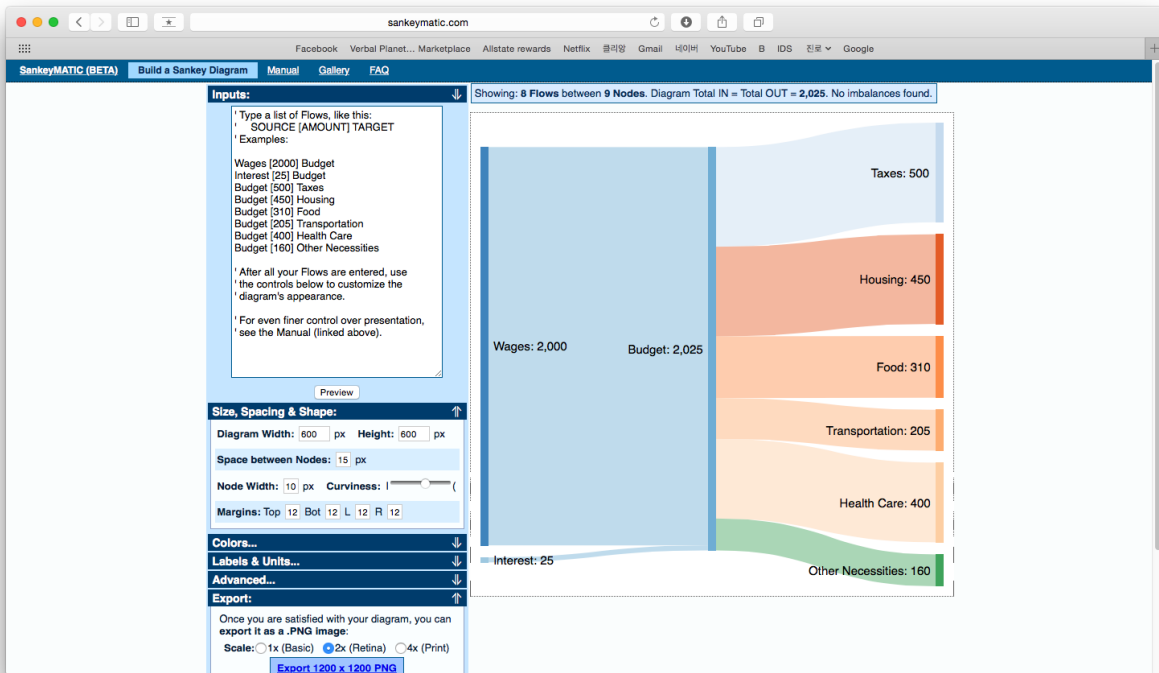 sankeymatic.com
Facebook Verbal Planet... Marketplace Allstate rewards Netflix 클리앙 Gmail 네이버 YouTube B IDS 진로 Google
SankeyMATIC (BETA) Build a Sankey Diagram Manual Gallery FAQ
Inputs:
' Type a list of Flows, like this:
' SOURCE [AMOUNT] TARGET
' Examples:
Wages [2000] Budget
Interest [25] Budget
Budget [500] Taxes
Budget [450] Housing
Budget [310] Food
Budget [205] Transportation
Budget [400] Health Care
Budget [160] Other Necessities
' After all your Flows are entered, use
' the controls below to customize the
' diagram's appearance.
' For even finer control over presentation,
' see the Manual (linked above).
Preview
Size, Spacing & Shape:
Diagram Width: 600 px Height: 600 px
Space between Nodes: 15 px
Node Width: 10 px Curviness: I (
Margins: Top 12 Bot 12 L 12 R 12
Colors...
Labels & Units...
Advanced...
Export:
Once you are satisfied with your diagram, you can
export it as a .PNG image:
Scale: 1x (Basic) 2x (Retina) 4x (Print)
Export 1200 x 1200 PNG
Showing: 8 Flows between 9 Nodes. Diagram Total IN = Total OUT = 2,025. No imbalances found.
Wages: 2,000
Interest: 25
Budget: 2,025
Taxes: 500
Housing: 450
Food: 310
Transportation: 205
Health Care: 400
Other Necessities: 160